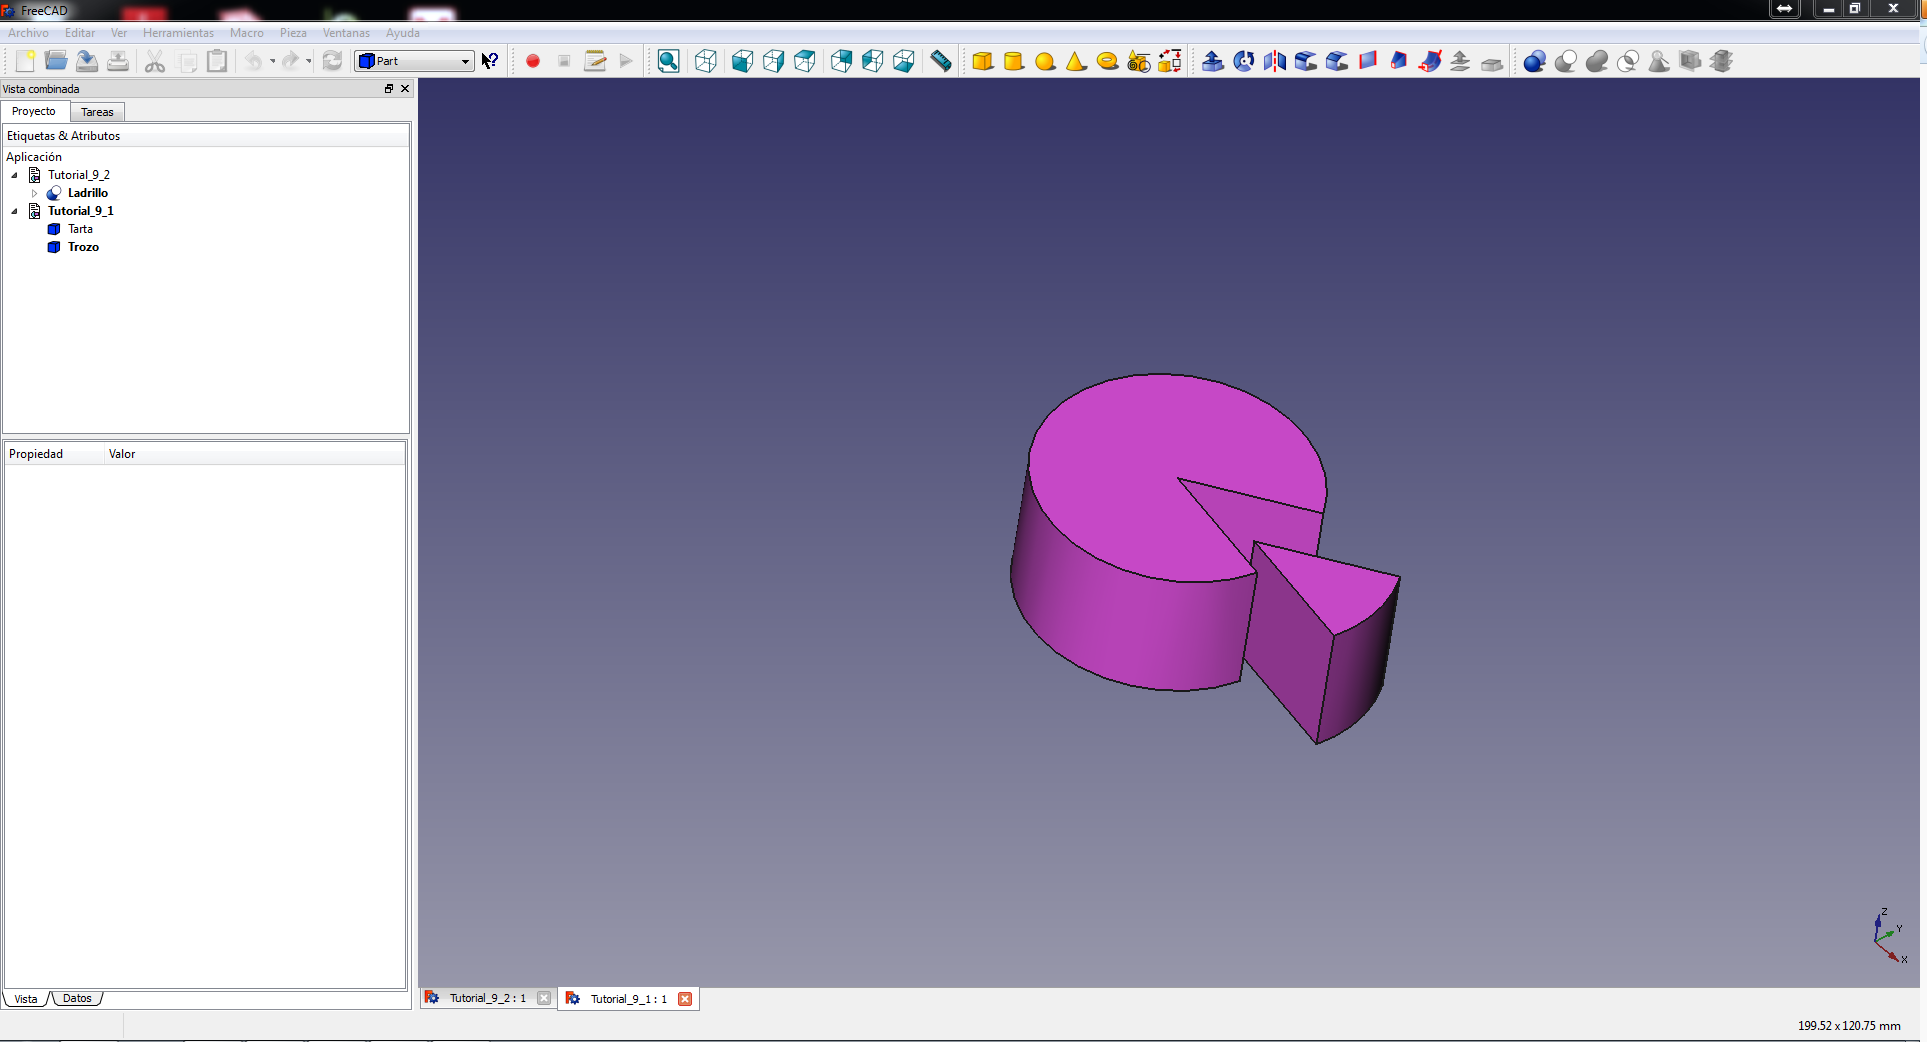 FreeCAD
Archivo Editar Ver Herramientas Macro Pieza Ventanas Ayuda
Part
Vista combinada
Proyecto Tareas
Etiquetas & Atributos
Aplicación
Tutorial_9_2
Ladrillo
Tutorial_9_1
Tarta
Trozo
Propiedad Valor
Z
Y
X
Vista Datos
Tutorial_9_2 : 1 Tutorial_9_1 : 1
199.52 x 120.75 mm